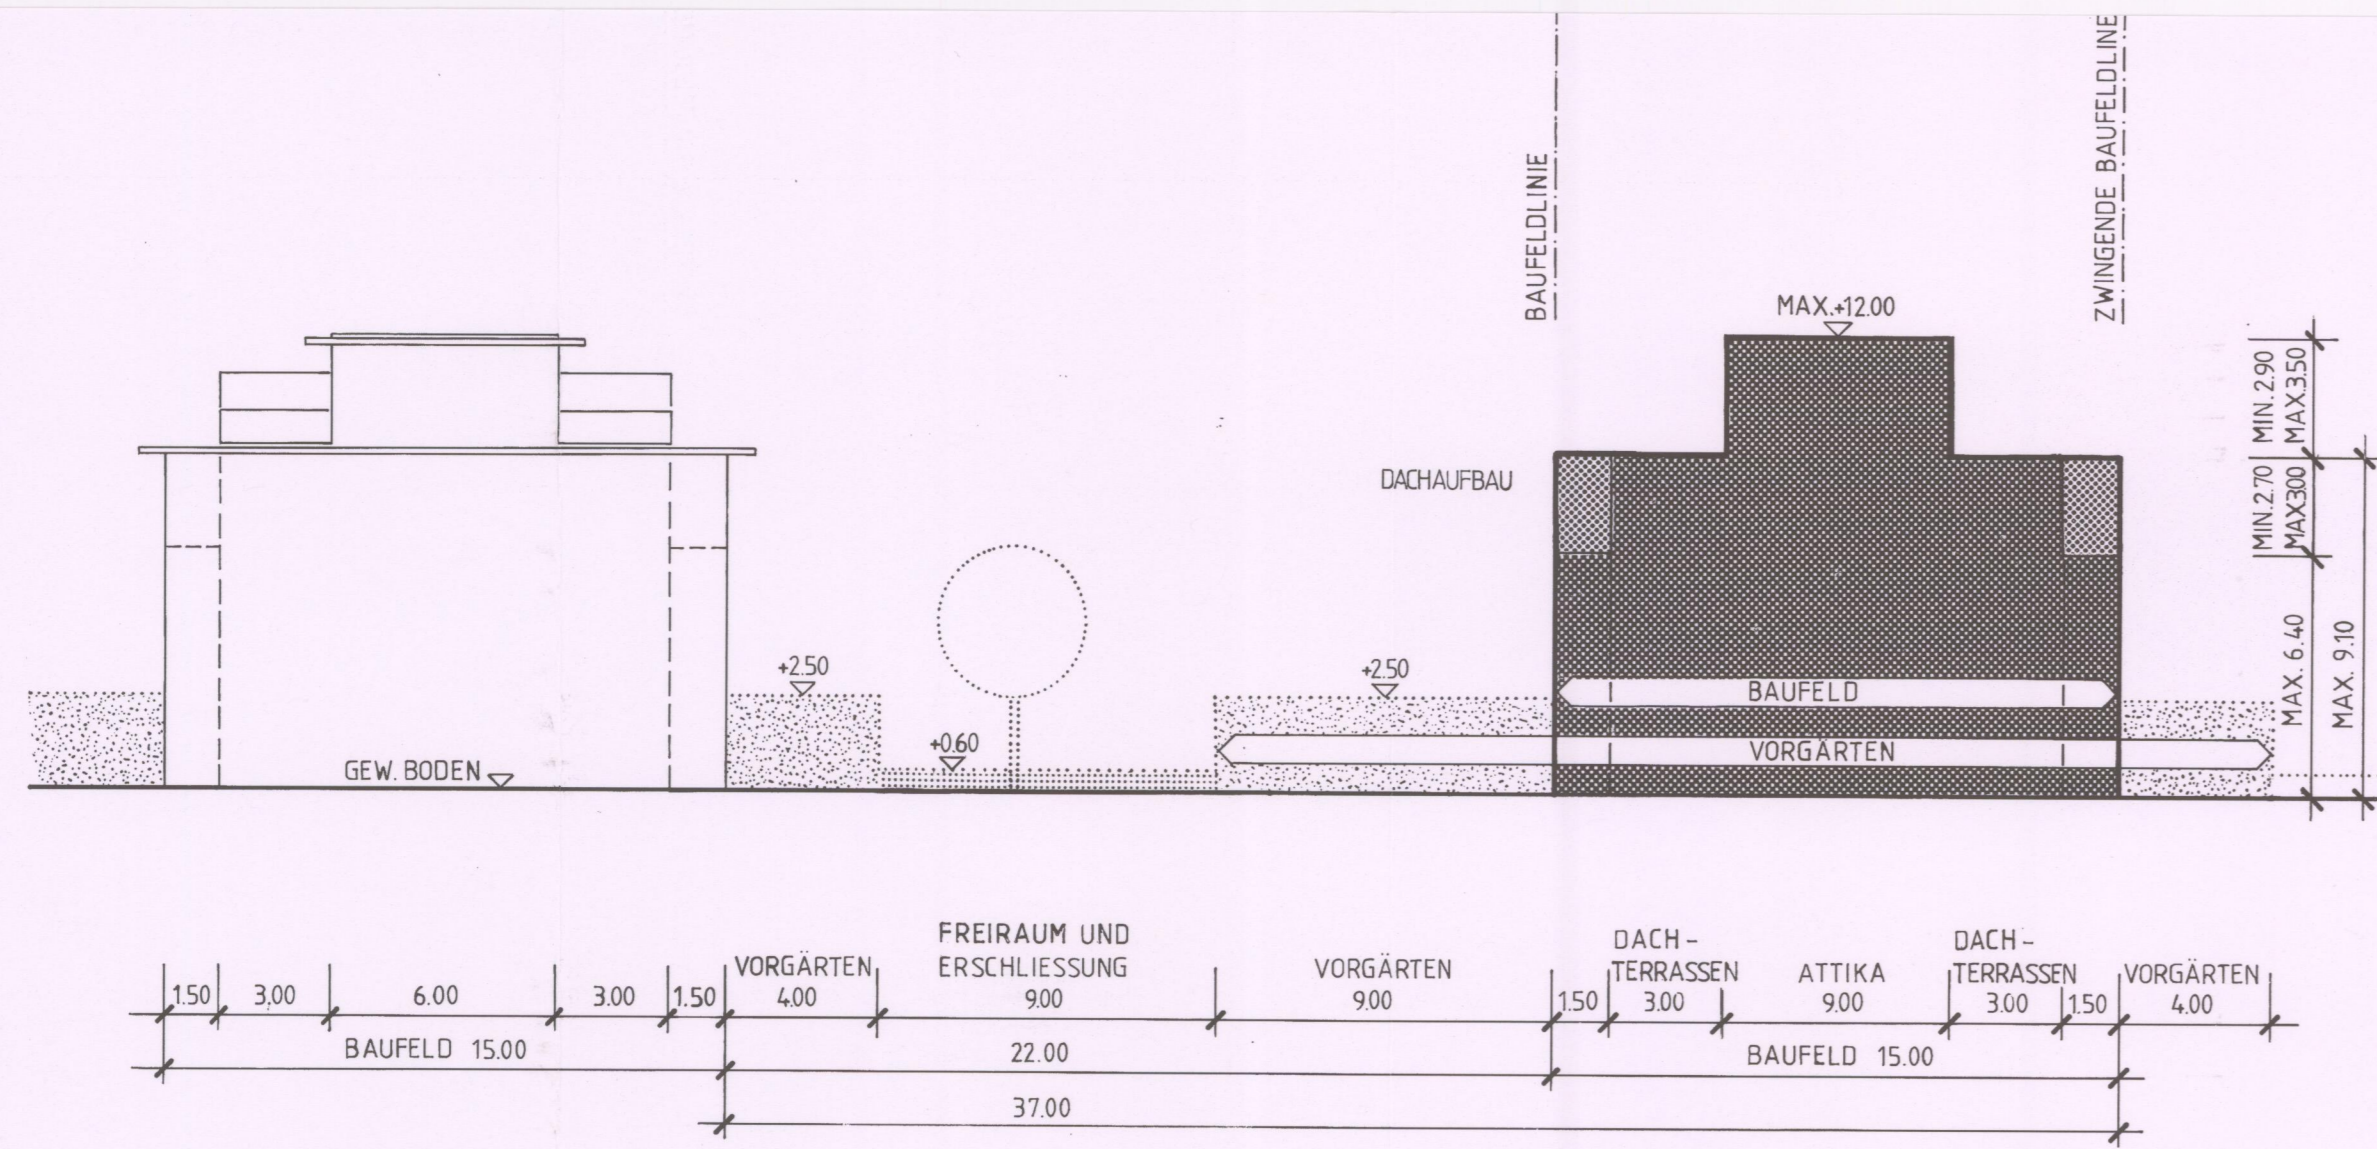 BAUFELDLINIE
ZWINGENDE BAUFELDLINIE
MAX.+12.00
MIN. 2.90
MAX.3.50
DACHAUFBAU
MIN.2.70
MAX.3.00
MAX. 6.40
MAX. 9.10
+2.50
+2.50
BAUFELD
+0.60
VORGÄRTEN
GEW. BODEN
FREIRAUM UND
ERSCHLIESSUNG
VORGÄRTEN
VORGÄRTEN
DACH-
TERRASSEN
ATTIKA
DACH-
TERRASSEN
VORGÄRTEN
1.50 3.00 6.00 3.00 1.50 4.00 9.00 9.00 1.50 3.00 9.00 3.00 1.50 4.00
BAUFELD 15.00
22.00
BAUFELD 15.00
37.00